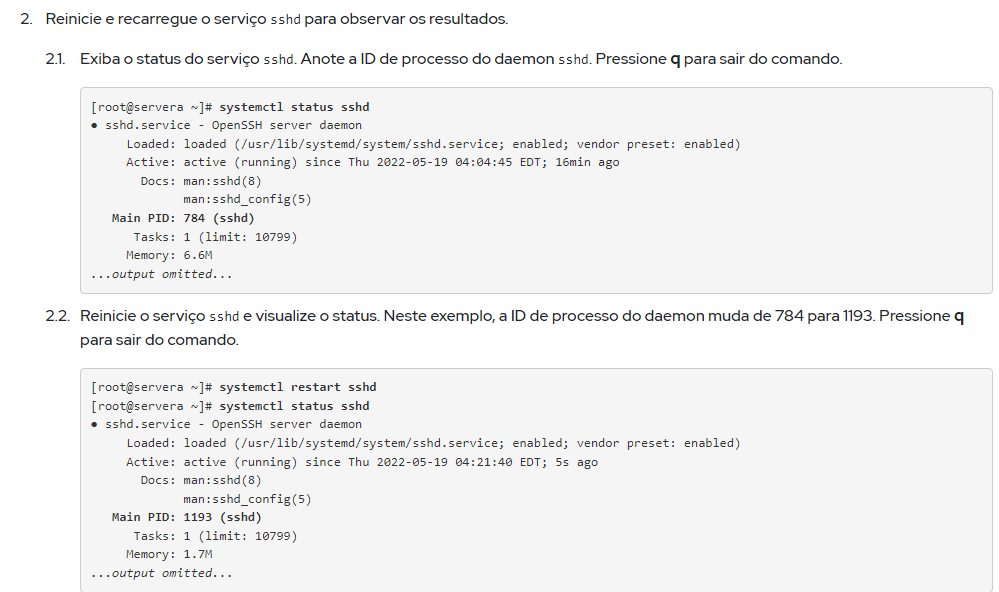 2. Reinicie e recarregue o serviço sshd para observar os resultados.
2.1. Exiba o status do serviço sshd. Anote a ID de processo do daemon sshd. Pressione q para sair do comando.
[root@servera ~]# systemctl status sshd
● sshd.service - OpenSSH server daemon
Loaded: loaded (/usr/lib/systemd/system/sshd.service; enabled; vendor preset: enabled)
Active: active (running) since Thu 2022-05-19 04:04:45 EDT; 16min ago
Docs: man:sshd(8)
man:sshd_config(5)
Main PID: 784 (sshd)
Tasks: 1 (limit: 10799)
Memory: 6.6M
...output omitted...
2.2. Reinicie o serviço sshd e visualize o status. Neste exemplo, a ID de processo do daemon muda de 784 para 1193. Pressione q
para sair do comando.
[root@servera ~]# systemctl restart sshd
[root@servera ~]# systemctl status sshd
● sshd.service - OpenSSH server daemon
Loaded: loaded (/usr/lib/systemd/system/sshd.service; enabled; vendor preset: enabled)
Active: active (running) since Thu 2022-05-19 04:21:40 EDT; 5s ago
Docs: man:sshd(8)
man:sshd_config(5)
Main PID: 1193 (sshd)
Tasks: 1 (limit: 10799)
Memory: 1.7M
...output omitted...